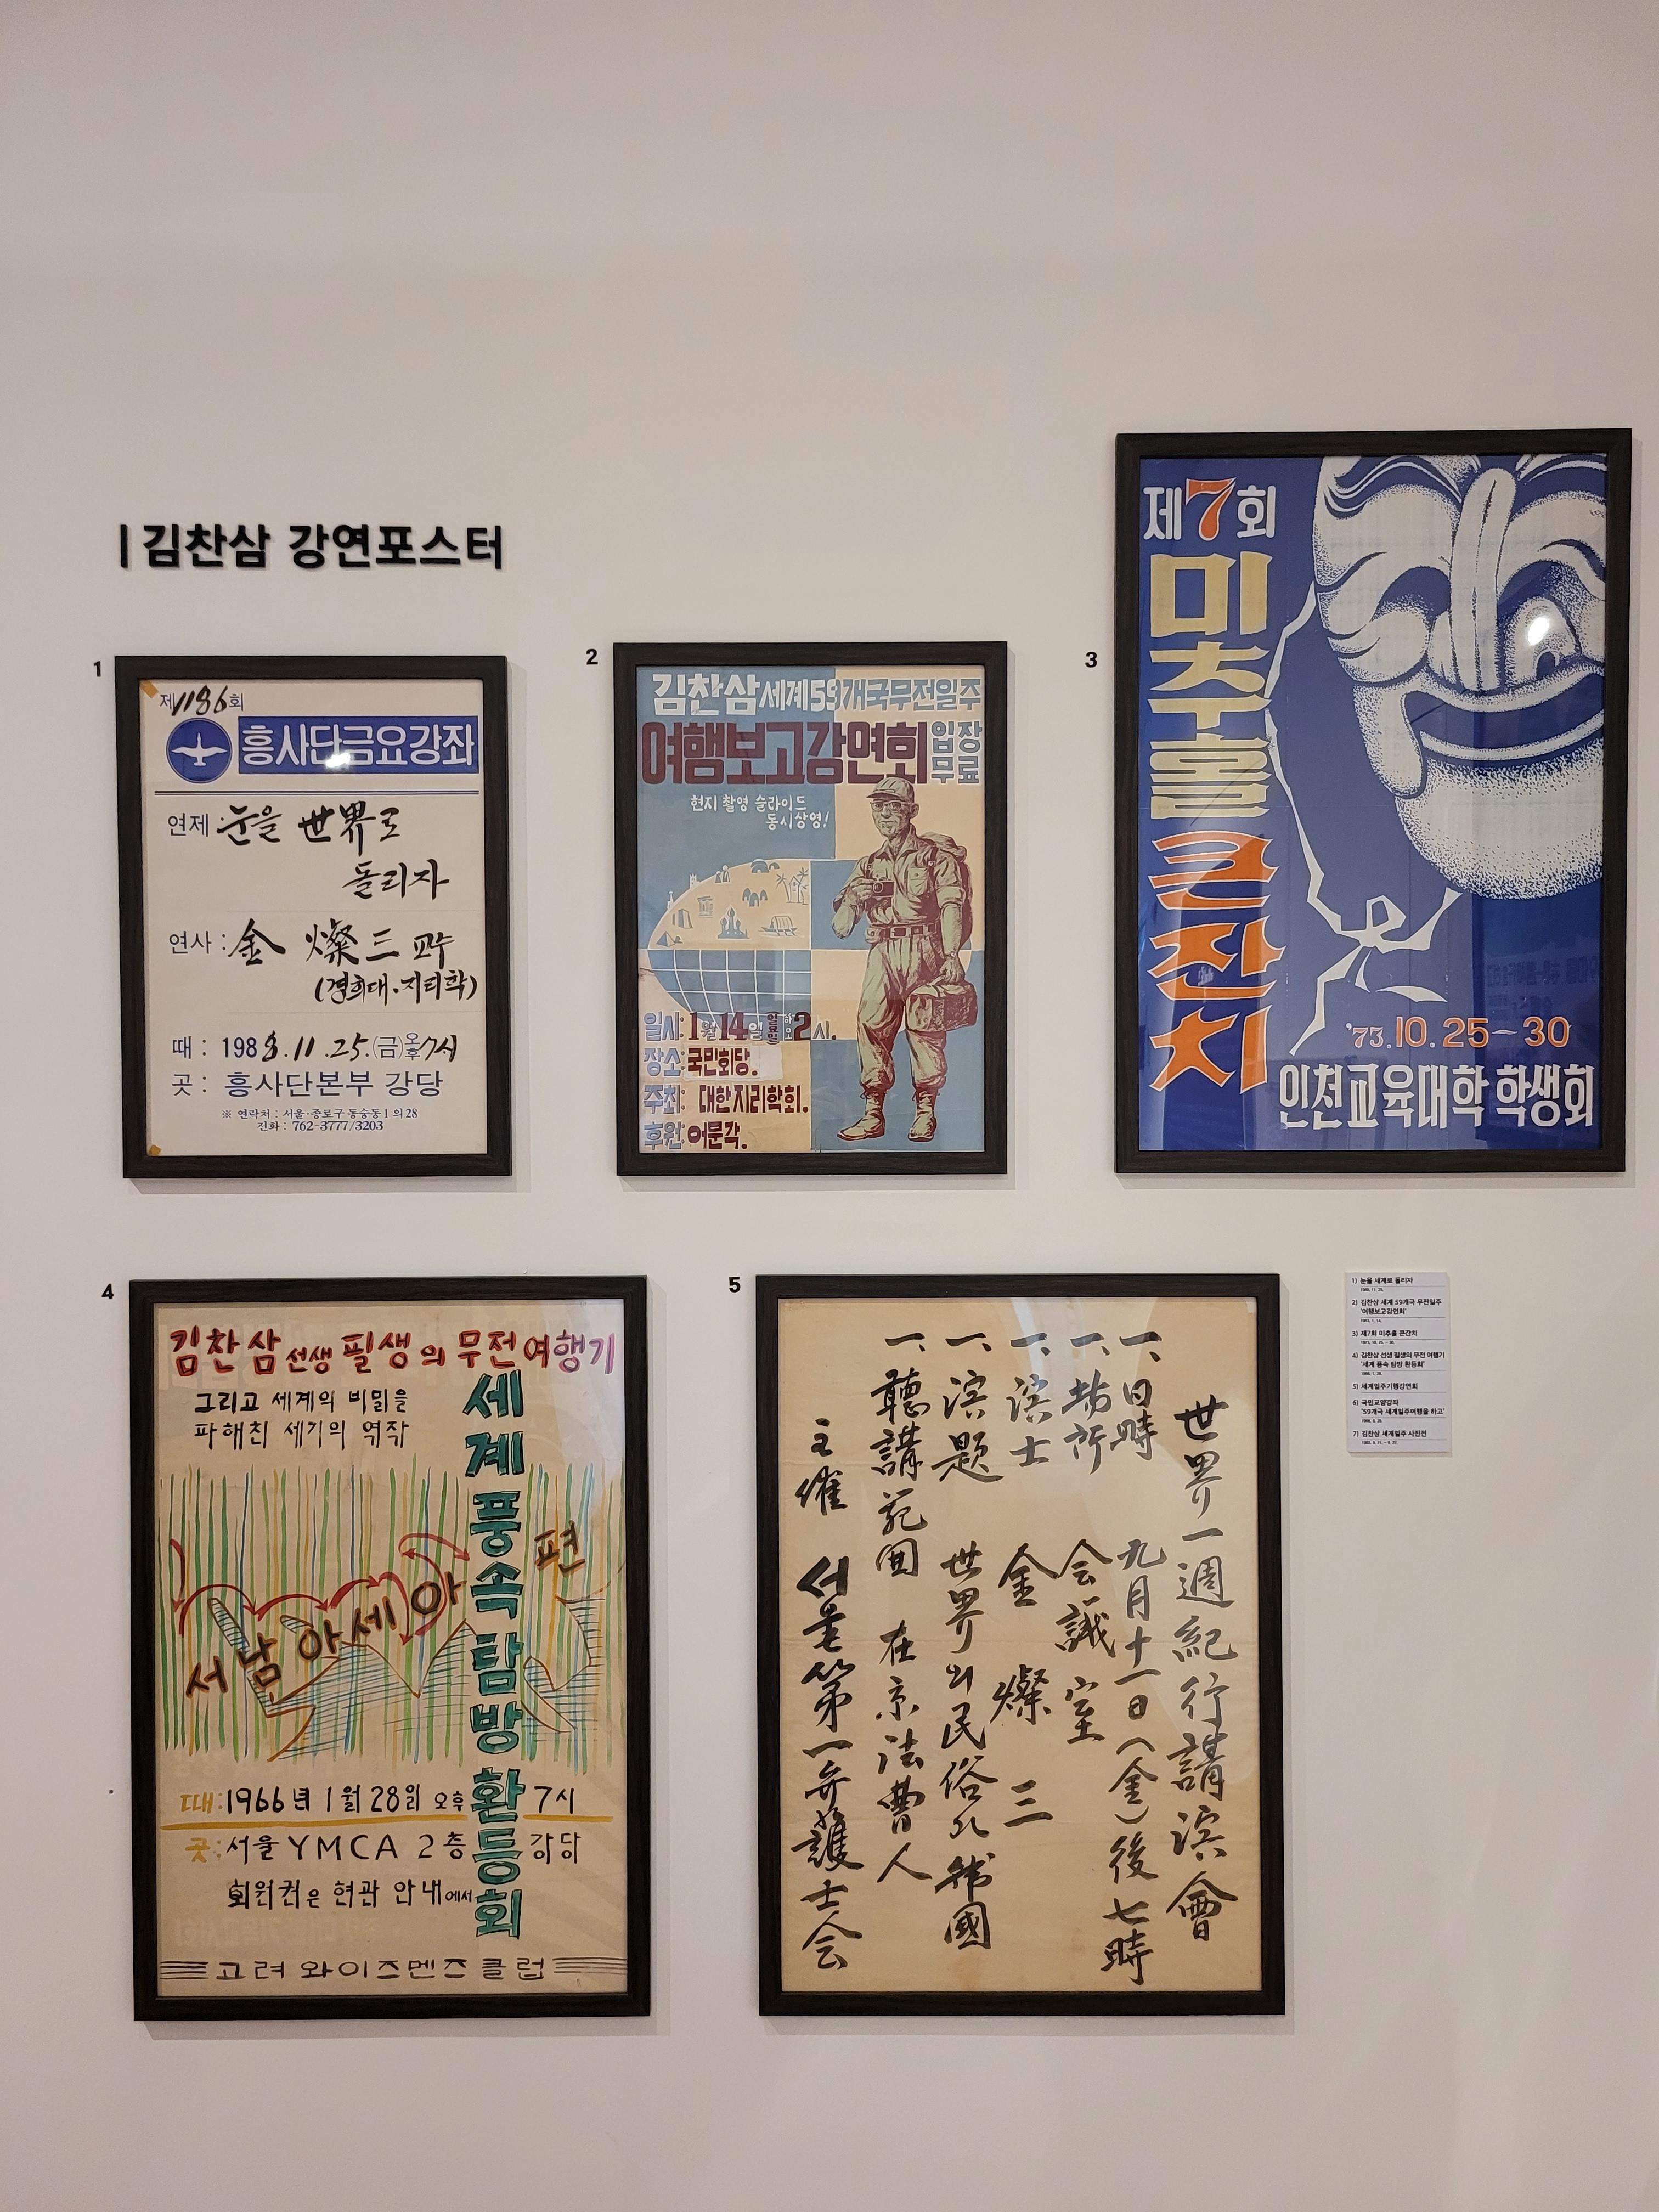 김찬삼 강연포스터
1
제1186회
흥사단금요강좌
연제 : 눈을 世界로
돌리자
연사 : 金 燦三 교수
(경희대·지리학)
때 : 1988.11.25.(금)오후7시
곳 : 흥사단본부 강당
※ 연락처 : 서울·종로구 동숭동 1 의 28
전화 : 762-3777/3203
2
김찬삼세계59개국무전일주
여행보고강연회 입장무료
현지 촬영 슬라이드
동시상영!
일시: 1월 14일 2시.
장소: 국민회당.
주최: 대한지리학회.
후원: 어문각.
3
제7회
미추홀큰잔치
'73.10.25~30
인천교육대학 학생회
4
김찬삼 선생 필생의 무전여행기
그리고 세계의 비밀을
파헤친 세기의 역작
세계풍속탐방환등회
서남아세아편
때: 1966년 1월 28일 오후 7시
곳: 서울 YMCA 2층 강당
회원권은 현관 안내에서
고려 와이즈멘즈 클럽
5
世界一週紀行講演會
一、日時 九月十一日(金)後七時
一、場所 会議室
一、演士 金燦三
一、演題 世界의民俗과韓國
一、聽講範囲 在京法曹人
主催 서울第一弁護士会
1) 눈을 세계로 돌리자
1988. 11. 25.
2) 김찬삼 세계 59개국 무전일주
'여행보고강연회'
1963. 1. 14.
3) 제7회 미추홀 큰잔치
1973. 10. 25. ~ 30.
4) 김찬삼 선생 필생의 무전 여행기
'세계 풍속 탐방 환등회'
1966. 1. 28.
5) 세계일주기행강연회
6) 국민교양강좌
'59개국 세계일주여행을 하고'
7) 김찬삼 세계일주 사진전